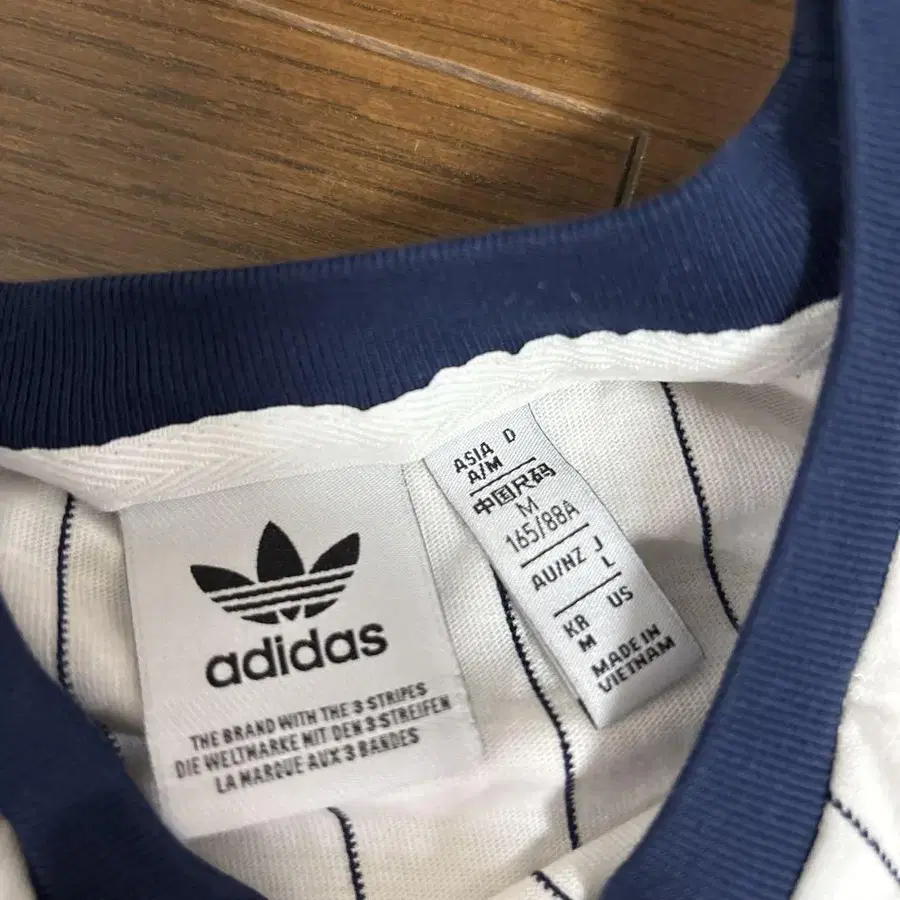 adidas
THE BRAND WITH THE 3 STRIPES
DIE WELTMARKE MIT DEN 3 STREIFEN
LA MARQUE AUX 3 BANDES
ASIA D
A/M
中国尺码
M
165/88A
AU/NZ J
L
KR US
M
MADE IN
VIETNAM